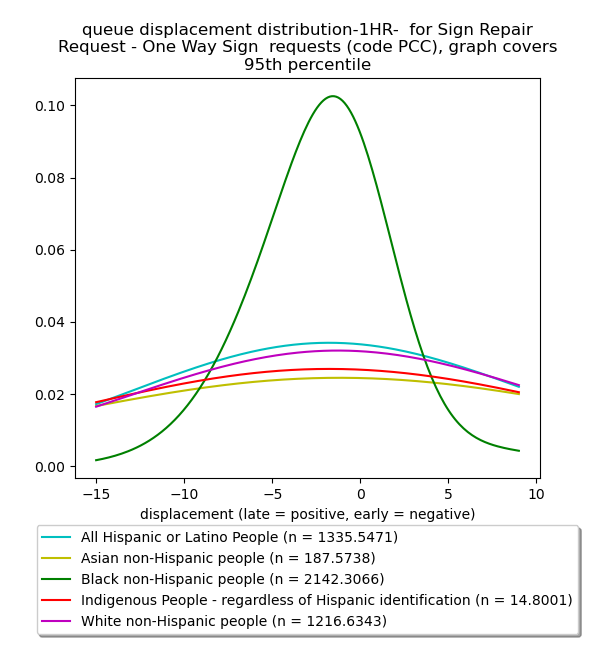 queue displacement distribution-1HR-  for Sign Repair
Request - One Way Sign  requests (code PCC), graph covers
95th percentile
0.10
0.08
0.06
0.04
0.02
0.00
−15 −10 −5 0 5 10
displacement (late = positive, early = negative)
All Hispanic or Latino People (n = 1335.5471)
Asian non-Hispanic people (n = 187.5738)
Black non-Hispanic people (n = 2142.3066)
Indigenous People - regardless of Hispanic identification (n = 14.8001)
White non-Hispanic people (n = 1216.6343)